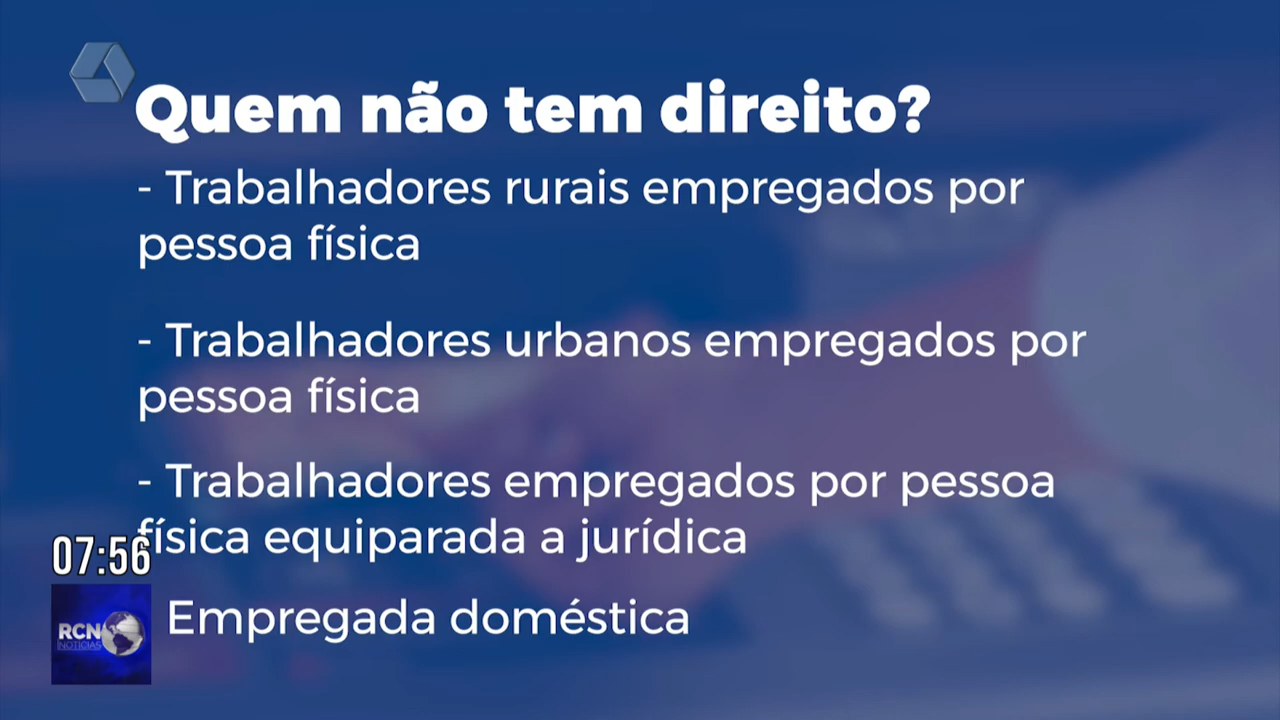 Quem não tem direito?
- Trabalhadores rurais empregados por
pessoa física
- Trabalhadores urbanos empregados por
pessoa física
- Trabalhadores empregados por pessoa
física equiparada a jurídica
Empregada doméstica
07:56
RCN
NOTÍCIAS